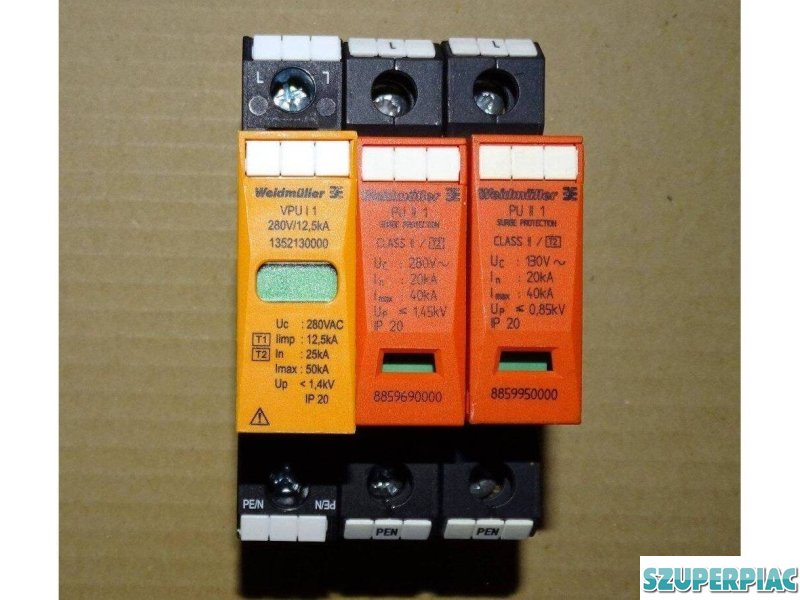 L L
L
L
Weidmüller
VPU I 1
280V/12,5kA
1352130000
Uc : 280VAC
T1 Iimp : 12,5kA
T2 In : 25kA
Imax : 50kA
Up < 1,4kV
IP 20
PE/N PE/N
Weidmüller
PU II 1
SURGE PROTECTION
CLASS II / T2
Uc : 280V ~
In : 20kA
Imax : 40kA
Up ≤ 1,45kV
IP 20
8859690000
PEN
Weidmüller
PU II 1
SURGE PROTECTION
CLASS II / T2
Uc : 130V ~
In : 20kA
Imax : 40kA
Up ≤ 0,85kV
IP 20
8859950000
PEN
SZUPERPIAC